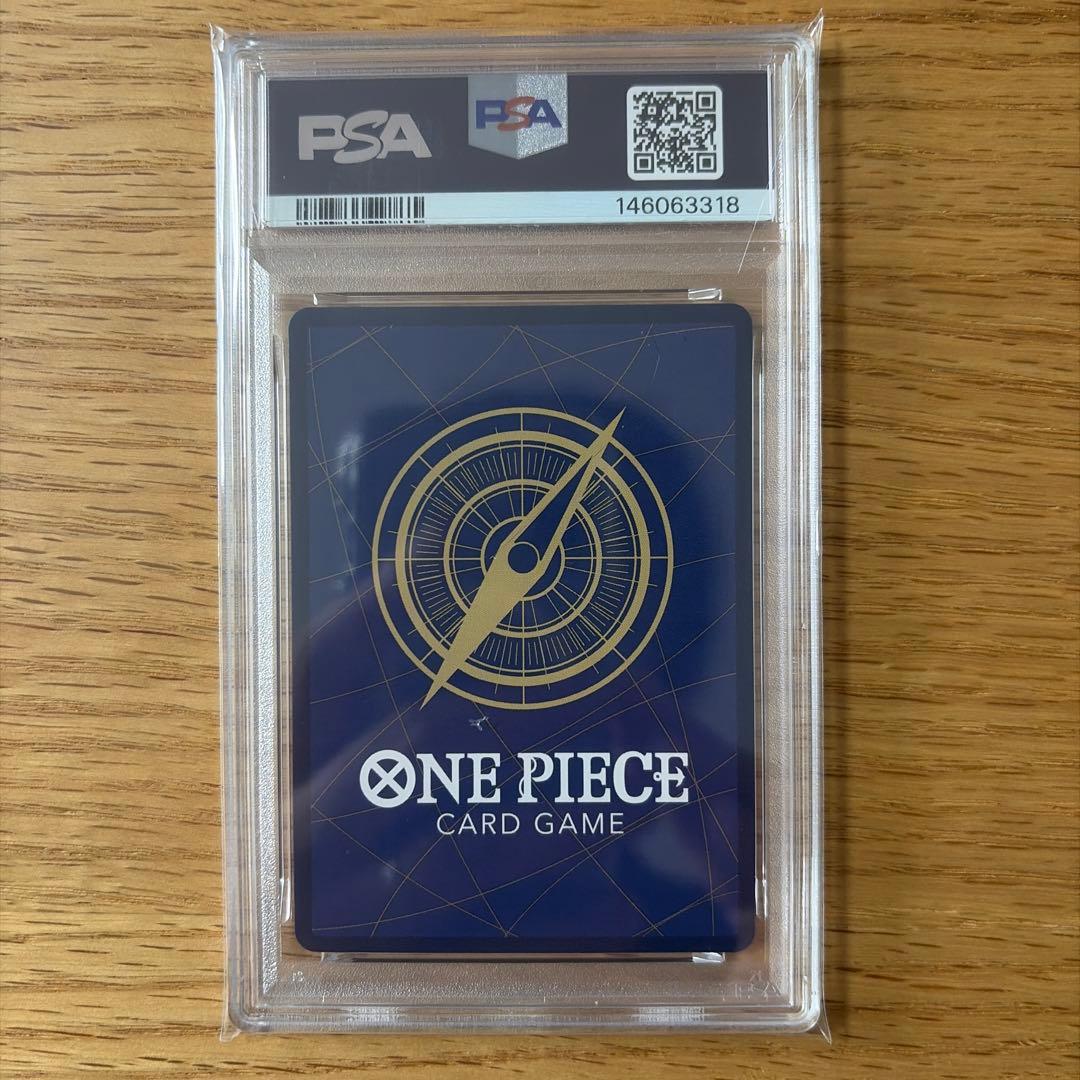 PSA
PSA
146063318
ONE PIECE
CARD GAME